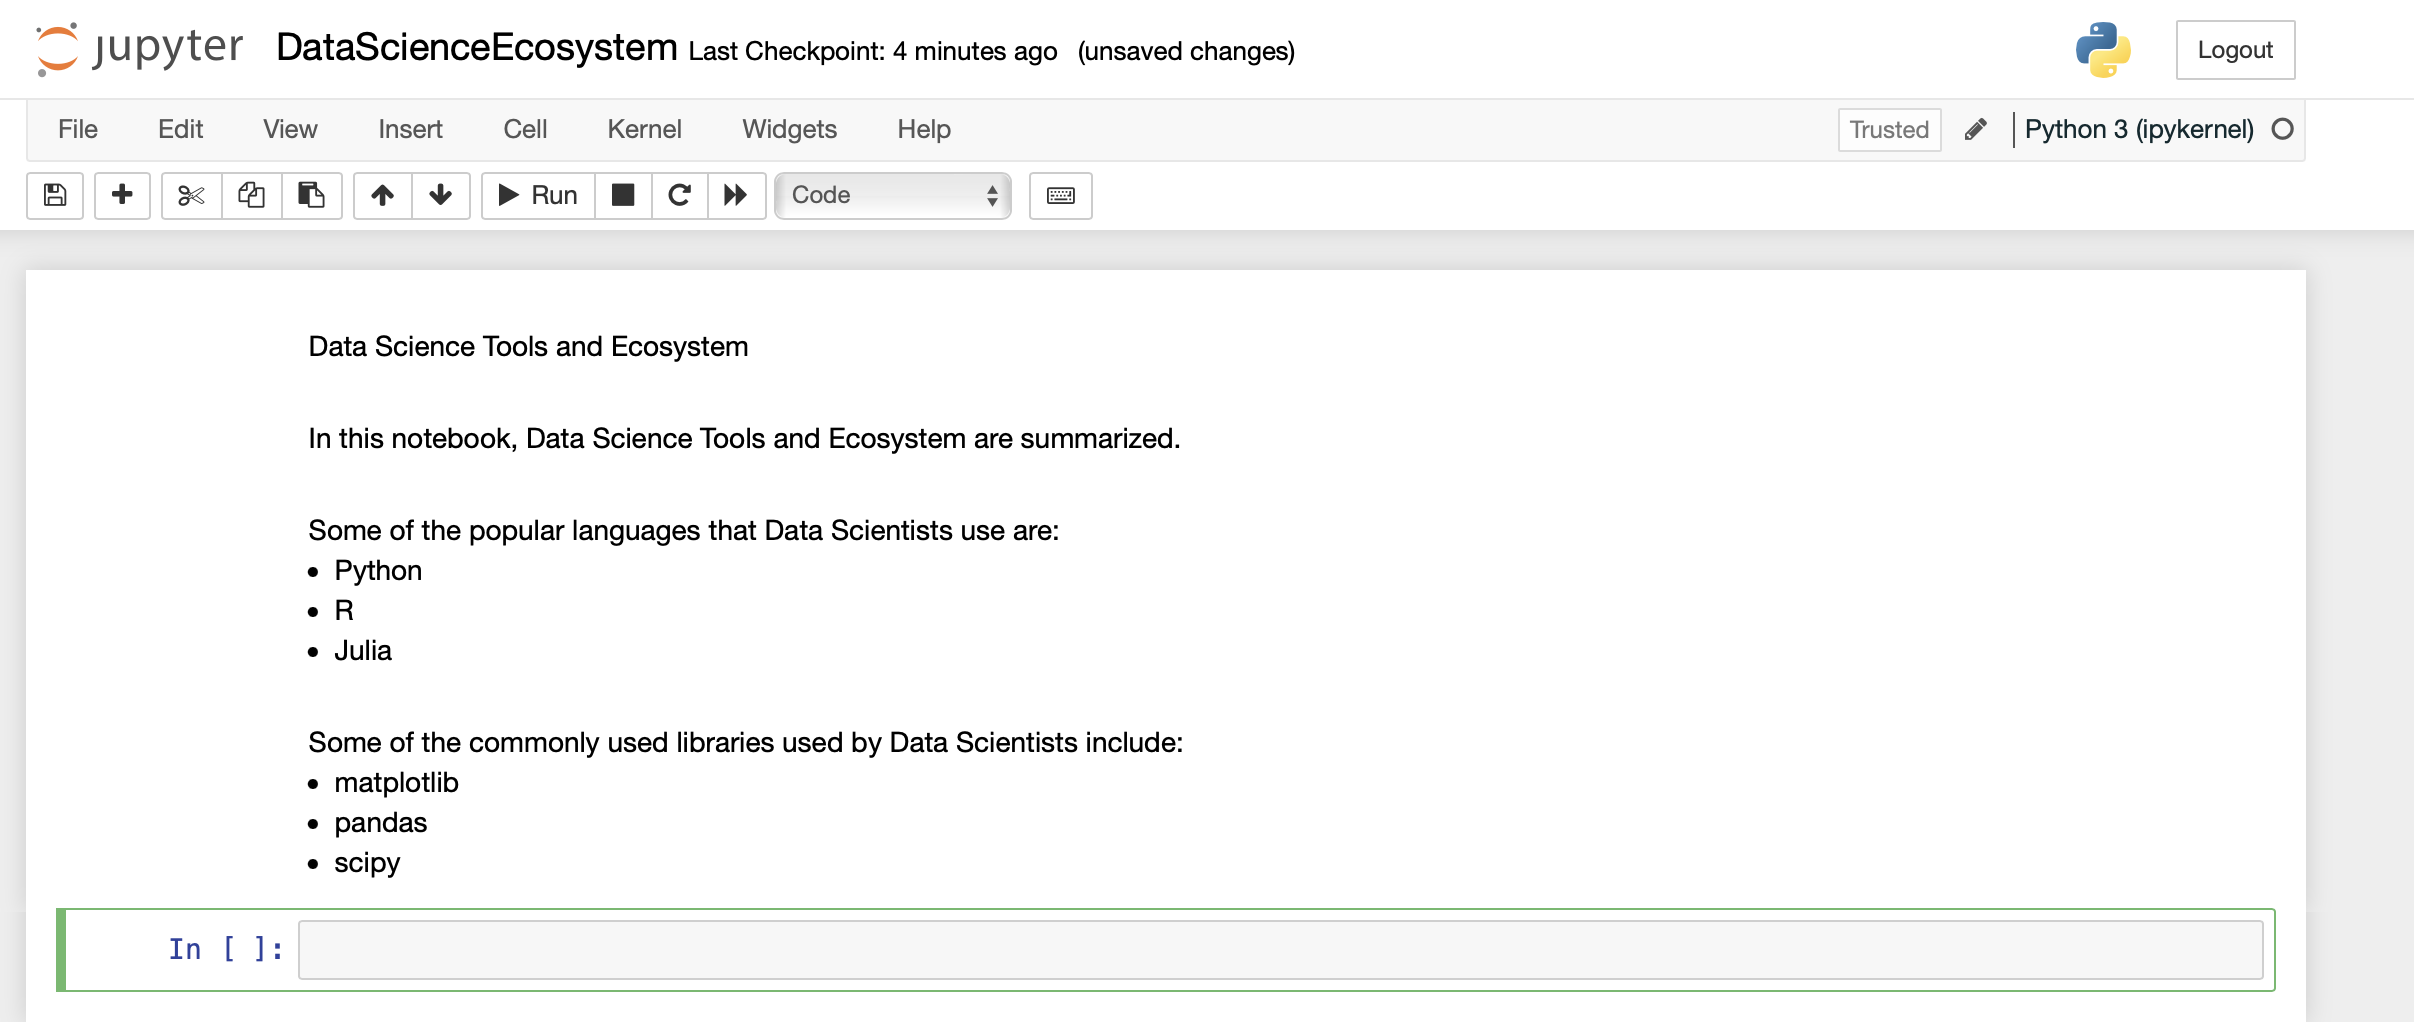 jupyter DataScienceEcosystem Last Checkpoint: 4 minutes ago (unsaved changes)
Logout
File Edit View Insert Cell Kernel Widgets Help
Trusted Python 3 (ipykernel)
Run Code
Data Science Tools and Ecosystem
In this notebook, Data Science Tools and Ecosystem are summarized.
Some of the popular languages that Data Scientists use are:
• Python
• R
• Julia
Some of the commonly used libraries used by Data Scientists include:
• matplotlib
• pandas
• scipy
In [ ]: